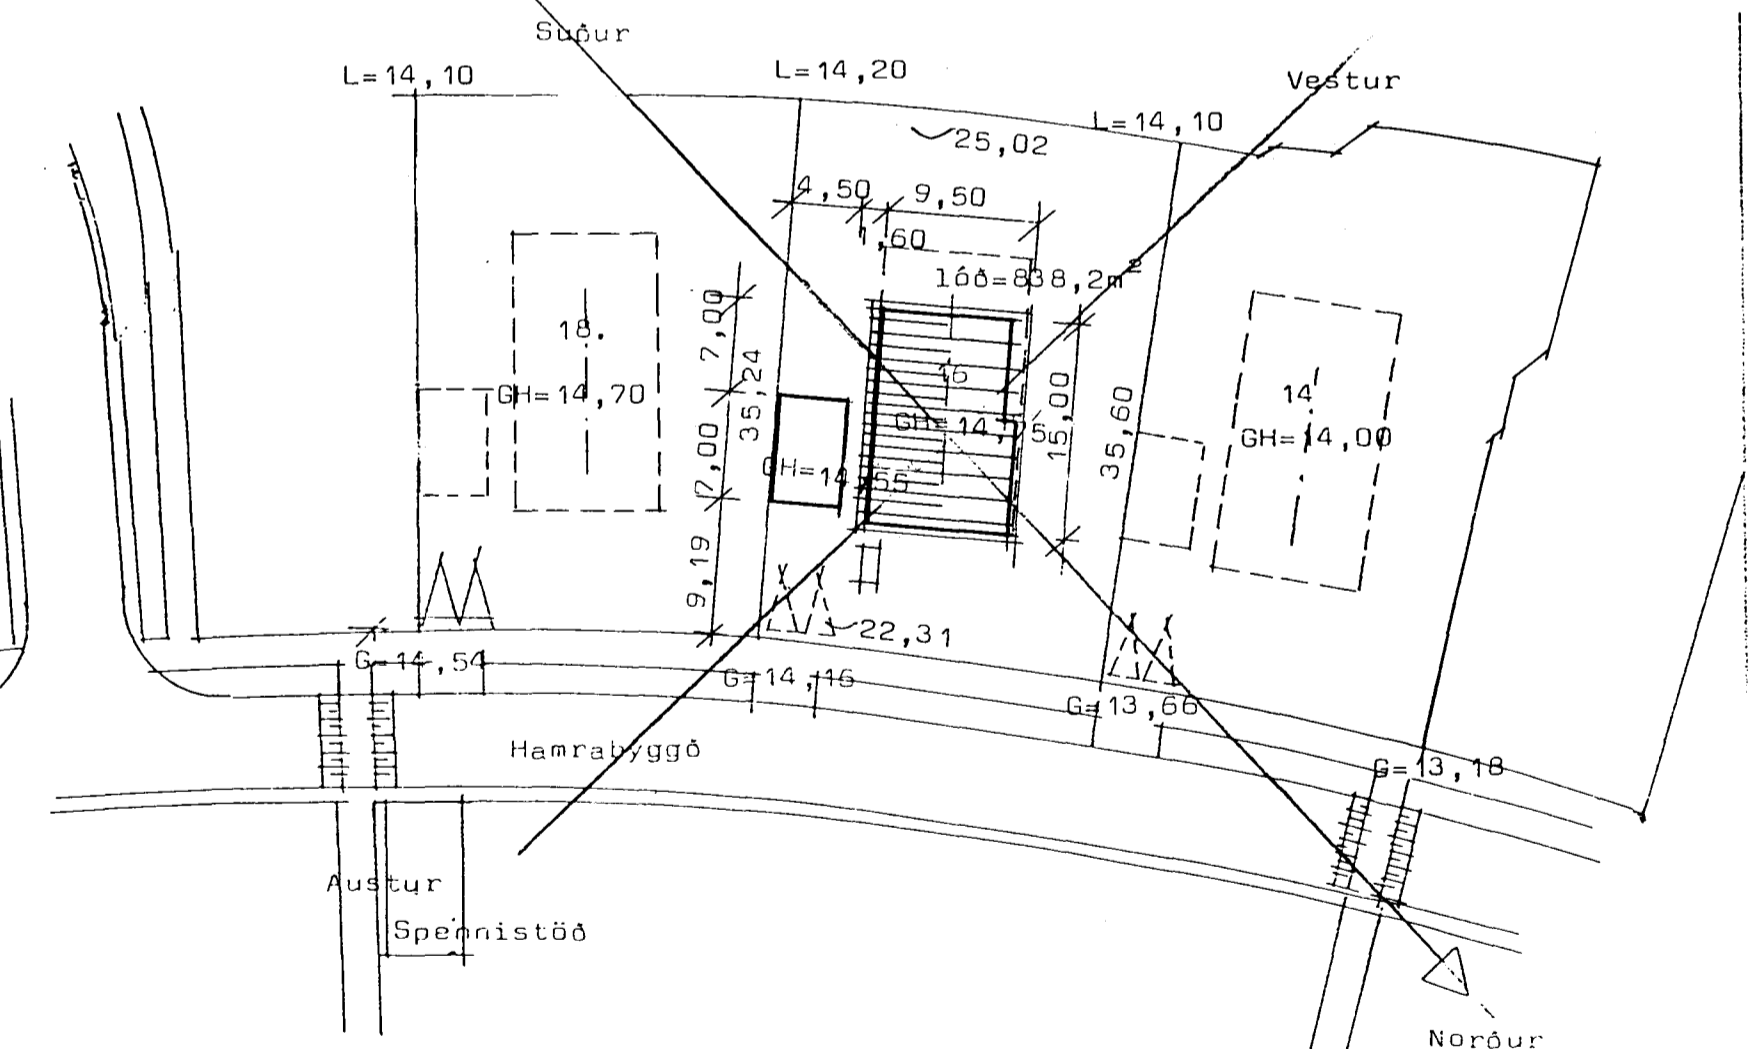 Suður
L=14,10
L=14,20
Vestur
L=14,10
25,02
4,50
9,50
1,60
lóð=838,2m²
7,00
18.
35,24
GH=14,70
16
15,00
14
35,60
GH=14,75
GH=14,00
7,00
GH=14,55
9,19
22,31
G=14,54
G=14,16
G=13,66
Hamrabyggð
G=13,18
Austur
Spennistöð
Norður